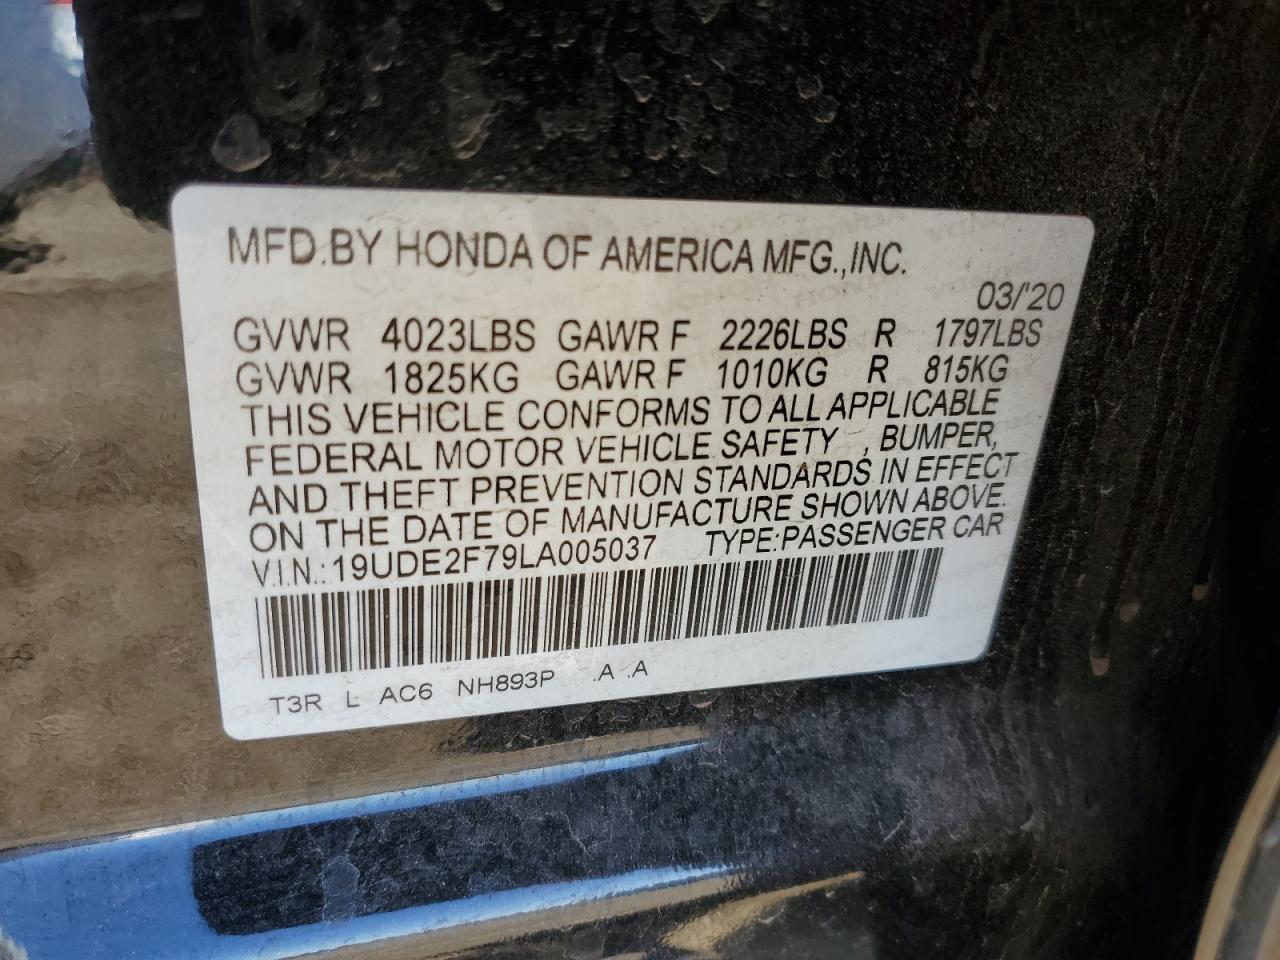 MFD.BY HONDA OF AMERICA MFG.,INC.
03/'20
GVWR 4023LBS GAWR F 2226LBS R 1797LBS
GVWR 1825KG GAWR F 1010KG R 815KG
THIS VEHICLE CONFORMS TO ALL APPLICABLE
FEDERAL MOTOR VEHICLE SAFETY , BUMPER,
AND THEFT PREVENTION STANDARDS IN EFFECT
ON THE DATE OF MANUFACTURE SHOWN ABOVE.
V.I.N.: 19UDE2F79LA005037 TYPE:PASSENGER CAR
T3R L AC6 NH893P .A .A